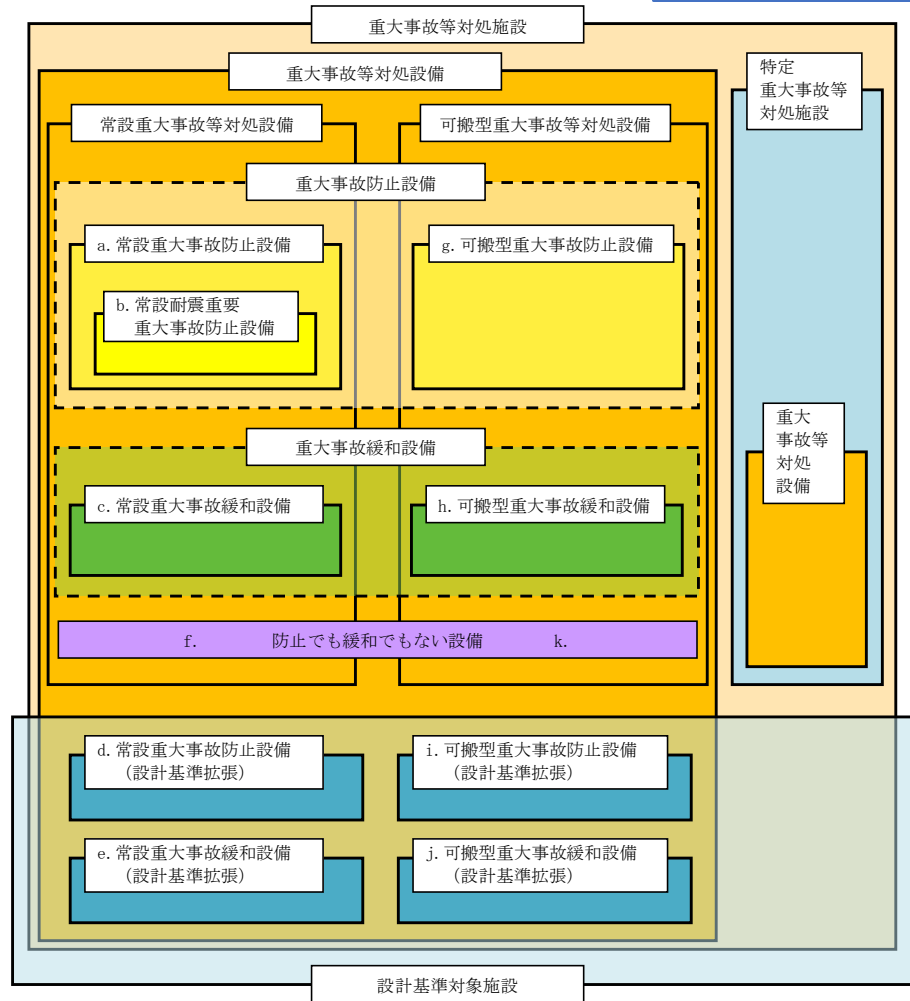 重大事故等対処施設
重大事故等対処設備
特定
重大事故等
対処施設
常設重大事故等対処設備
可搬型重大事故等対処設備
重大事故防止設備
a. 常設重大事故防止設備
g. 可搬型重大事故防止設備
b. 常設耐震重要
重大事故防止設備
重大事故緩和設備
重大
事故等
対処
設備
c. 常設重大事故緩和設備
h. 可搬型重大事故緩和設備
f. 防止でも緩和でもない設備 k.
d. 常設重大事故防止設備
(設計基準拡張)
i. 可搬型重大事故防止設備
(設計基準拡張)
e. 常設重大事故緩和設備
(設計基準拡張)
j. 可搬型重大事故緩和設備
(設計基準拡張)
設計基準対象施設